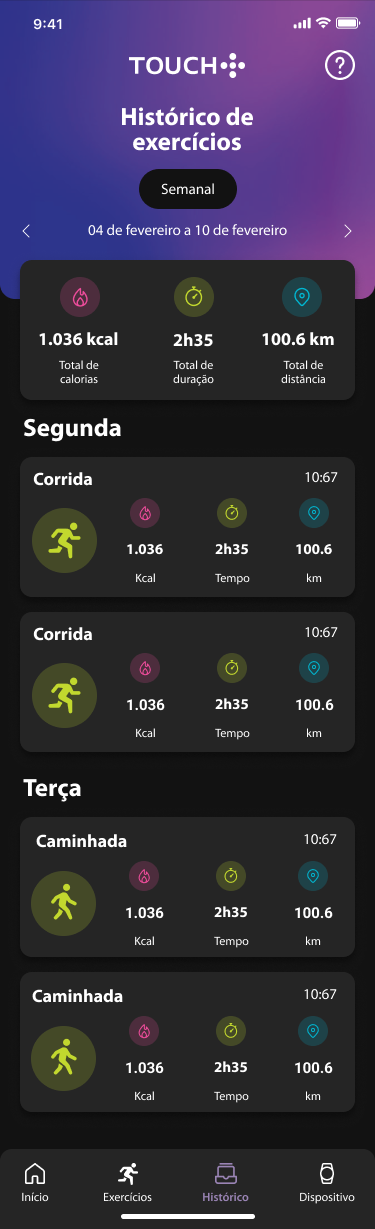 9:41
TOUCH
Histórico de
exercícios
Semanal
04 de fevereiro a 10 de fevereiro
1.036 kcal 2h35 100.6 km
Total de Total de Total de
calorias duração distância
Segunda
Corrida 10:67
1.036 2h35 100.6
Kcal Tempo km
Corrida 10:67
1.036 2h35 100.6
Kcal Tempo km
Terça
Caminhada 10:67
1.036 2h35 100.6
Kcal Tempo km
Caminhada 10:67
1.036 2h35 100.6
Kcal Tempo km
Início Exercícios Histórico Dispositivo